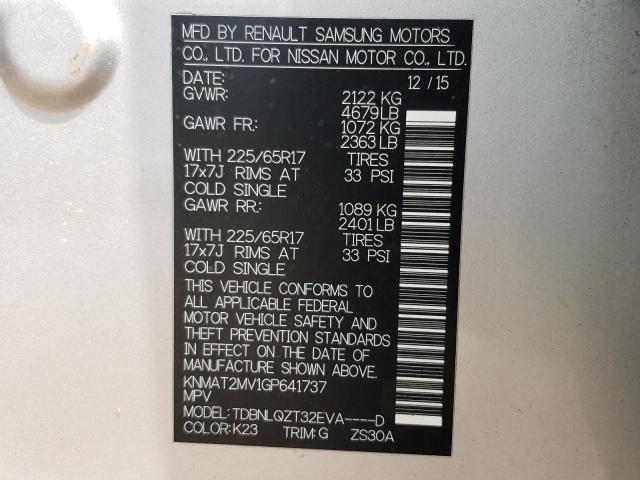 MFD BY RENAULT SAMSUNG MOTORS
CO., LTD. FOR NISSAN MOTOR CO., LTD.
DATE: 12 / 15
GVWR: 2122 KG
4679 LB
GAWR FR: 1072 KG
2363 LB
WITH 225/65R17 TIRES
17x7J RIMS AT 33 PSI
COLD SINGLE
GAWR RR: 1089 KG
2401 LB
WITH 225/65R17 TIRES
17x7J RIMS AT 33 PSI
COLD SINGLE
THIS VEHICLE CONFORMS TO
ALL APPLICABLE FEDERAL
MOTOR VEHICLE SAFETY AND
THEFT PREVENTION STANDARDS
IN EFFECT ON THE DATE OF
MANUFACTURE SHOWN ABOVE.
KNMAT2MV1GP641737
MPV
MODEL: TDBNLQZT32EVA----D
COLOR: K23 TRIM: G ZS30A